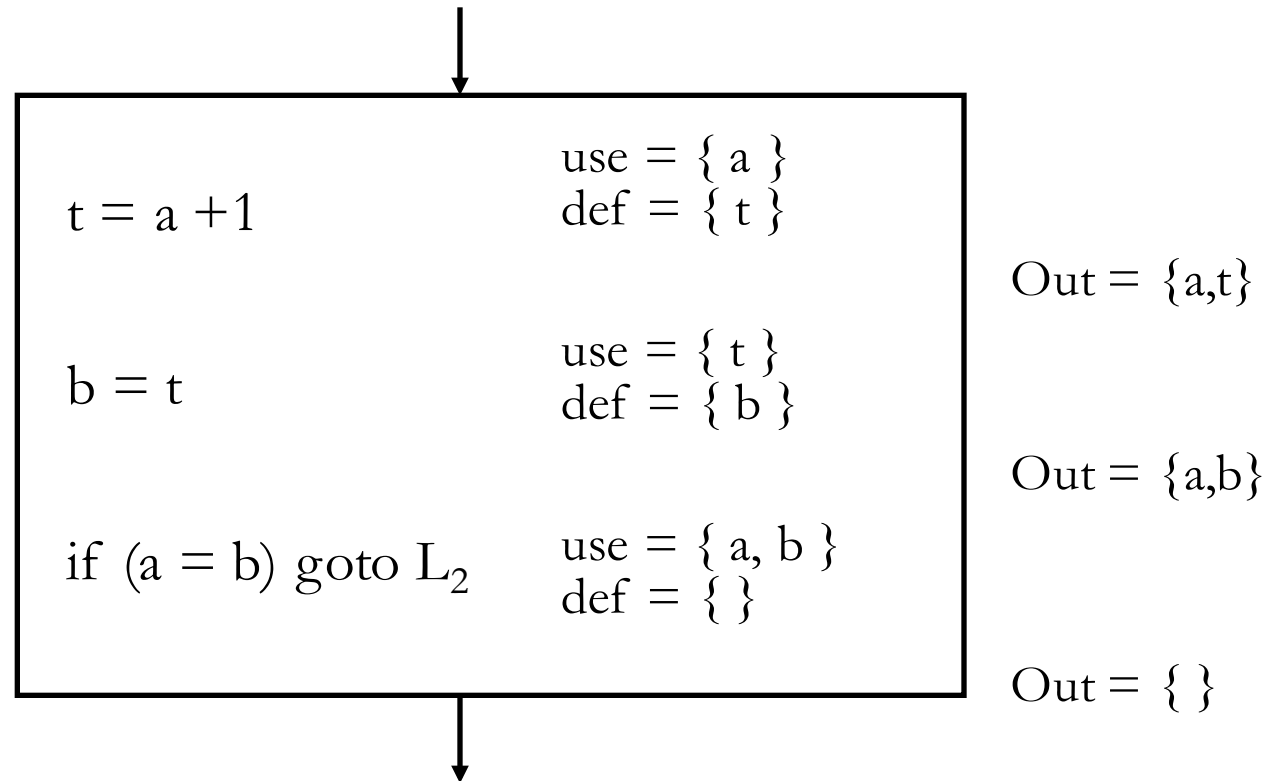 use = { a }
t = a +1
def = { t }
Out = {a,t}
use = { t }
b = t
def = { b }
Out = {a,b}
use = { a, b }
if (a = b) goto L₂
def = { }
Out = { }